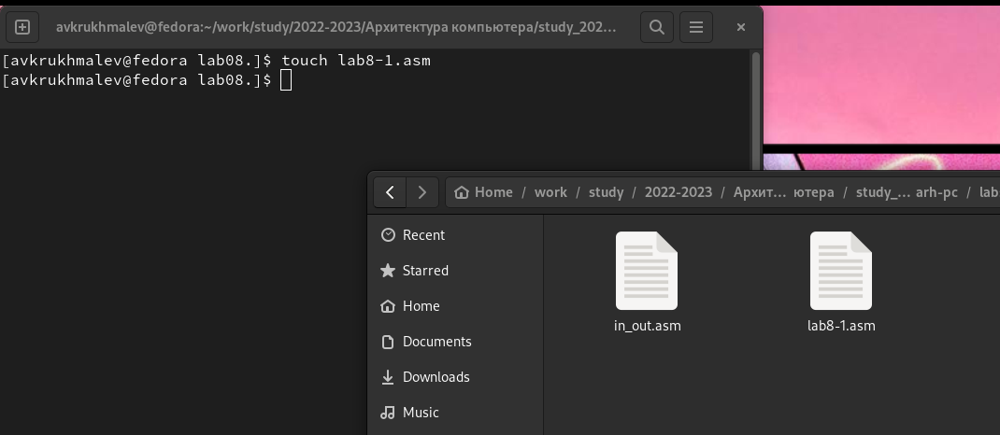 avkrukhmalev@fedora:~/work/study/2022-2023/Архитектура компьютера/study_202...
[avkrukhmalev@fedora lab08.]$ touch lab8-1.asm
[avkrukhmalev@fedora lab08.]$
Home / work / study / 2022-2023 / Архит... ютера / study_... arh-pc / lab
Recent
Starred
Home
Documents
Downloads
Music
in_out.asm
lab8-1.asm